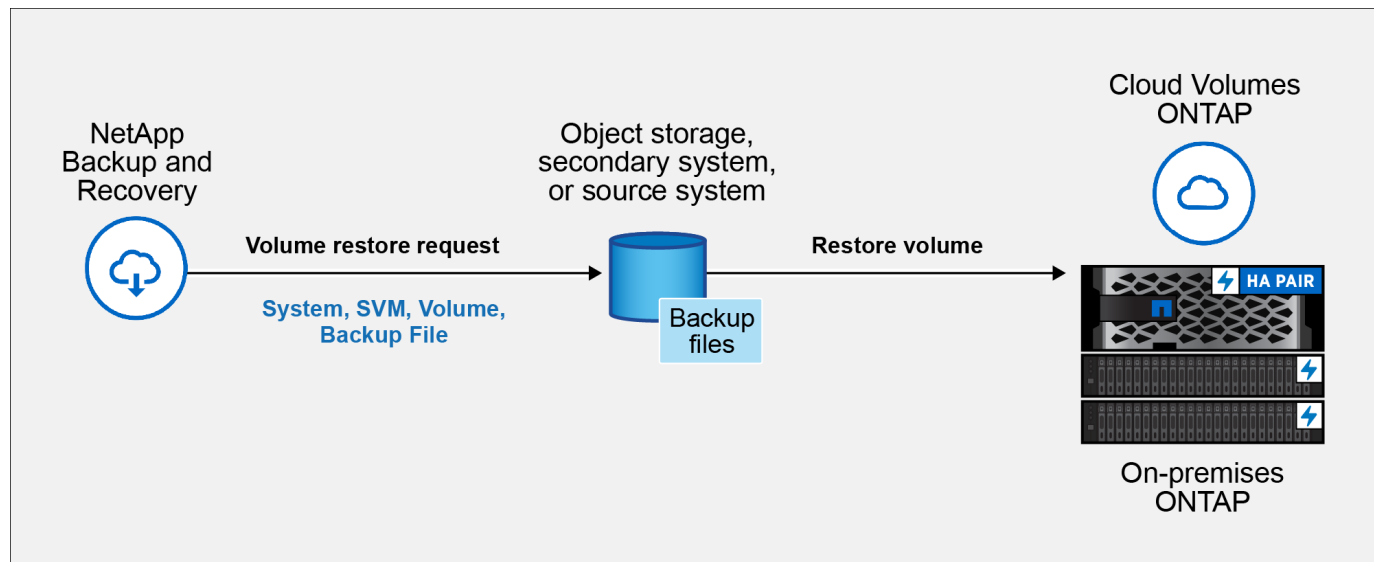 NetApp
Backup and
Recovery
Volume restore request
System, SVM, Volume,
Backup File
Object storage,
secondary system,
or source system
Backup
files
Restore volume
Cloud Volumes
ONTAP
HA PAIR
On-premises
ONTAP